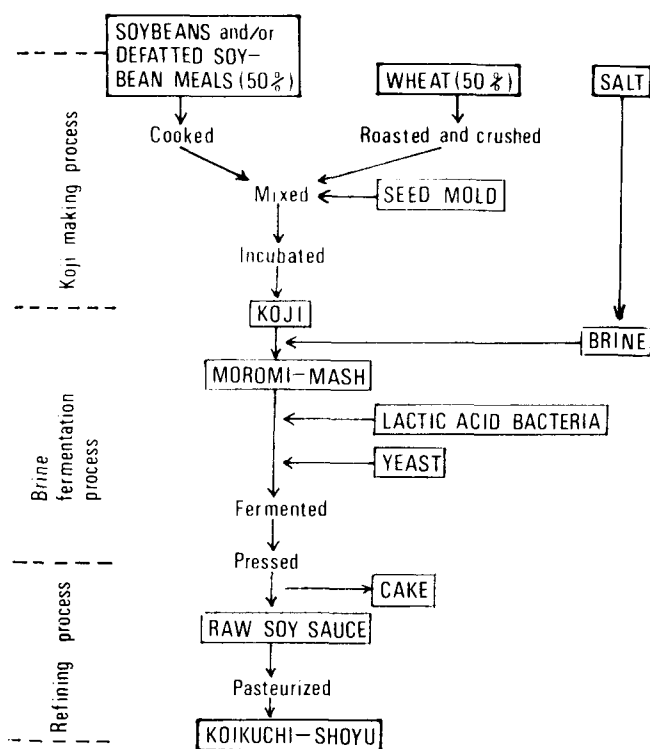 SOYBEANS and/or
DEFATTED SOY-
BEAN MEALS (50%)
WHEAT (50%)
SALT
Cooked
Roasted and crushed
Mixed
SEED MOLD
Incubated
KOJI
BRINE
MOROMI-MASH
LACTIC ACID BACTERIA
YEAST
Fermented
Pressed
CAKE
RAW SOY SAUCE
Pasteurized
KOIKUCHI-SHOYU
Koji making process
Brine
fermentation
process
Refining process